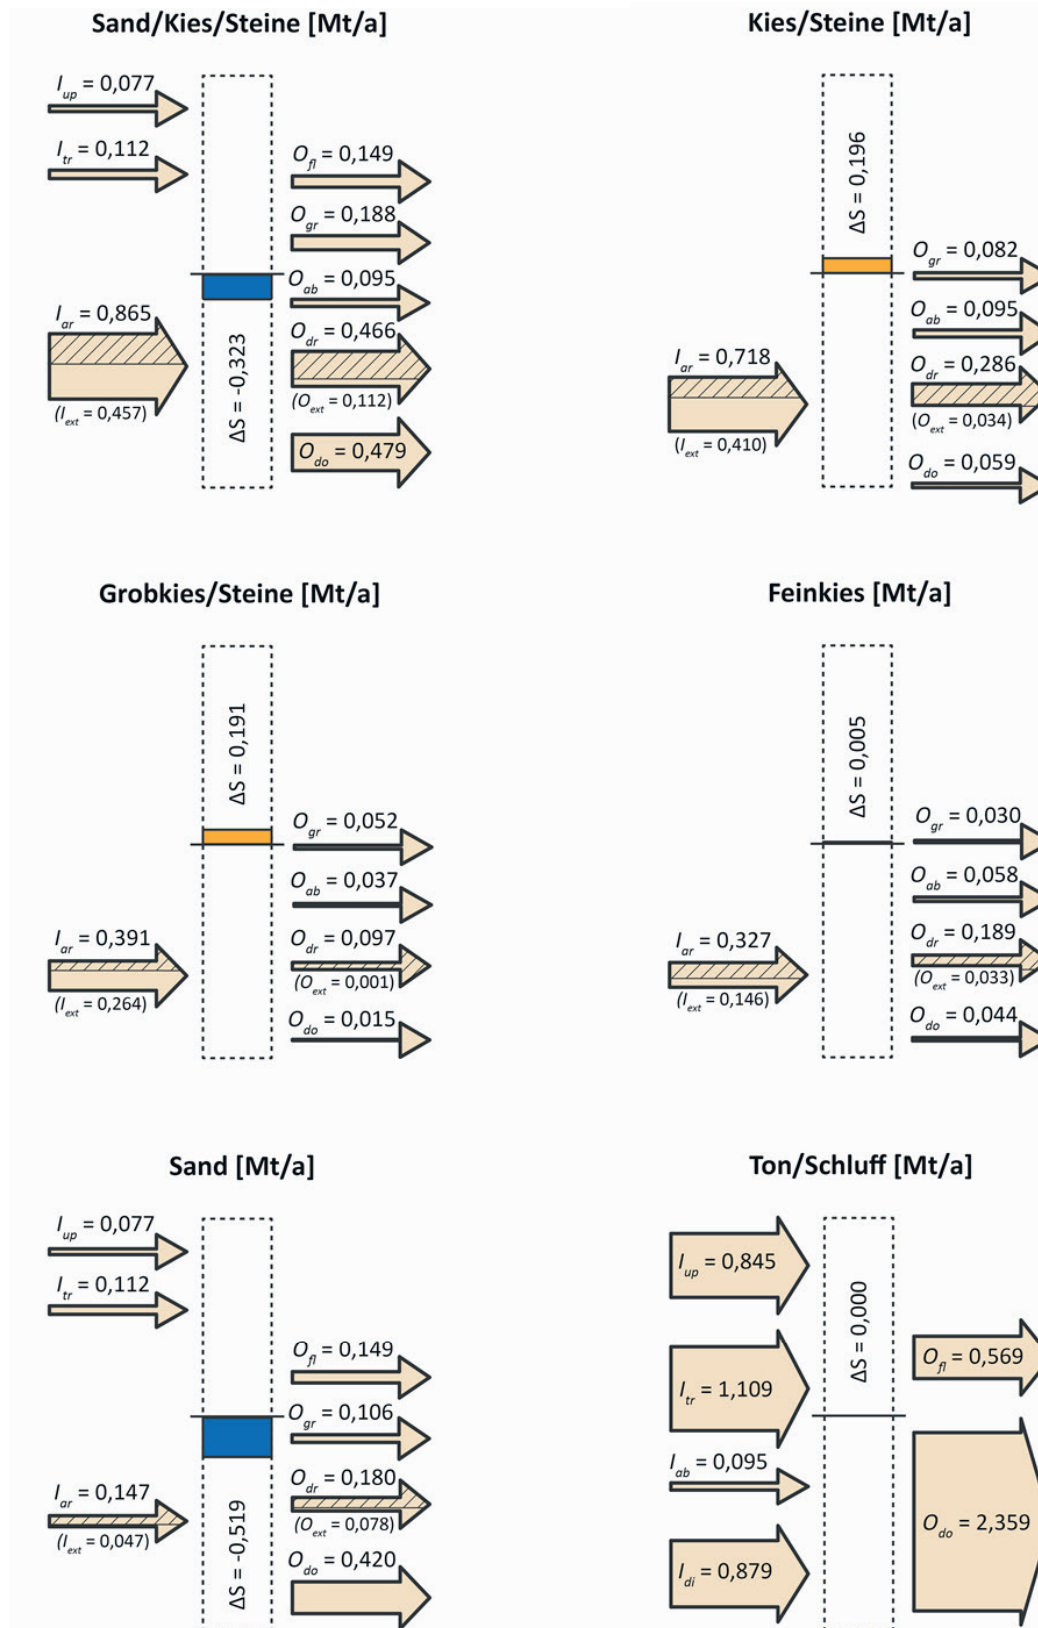 Sand/Kies/Steine [Mt/a]
I_up = 0,077
I_tr = 0,112
O_fl = 0,149
O_gr = 0,188
O_ab = 0,095
I_ar = 0,865
O_dr = 0,466
(I_ext = 0,457)
(O_ext = 0,112)
ΔS = -0,323
O_do = 0,479
Kies/Steine [Mt/a]
ΔS = 0,196
O_gr = 0,082
O_ab = 0,095
I_ar = 0,718
O_dr = 0,286
(O_ext = 0,034)
(I_ext = 0,410)
O_do = 0,059
Grobkies/Steine [Mt/a]
ΔS = 0,191
O_gr = 0,052
O_ab = 0,037
I_ar = 0,391
O_dr = 0,097
(O_ext = 0,001)
(I_ext = 0,264)
O_do = 0,015
Feinkies [Mt/a]
ΔS = 0,005
O_gr = 0,030
O_ab = 0,058
I_ar = 0,327
O_dr = 0,189
(O_ext = 0,033)
(I_ext = 0,146)
O_do = 0,044
Sand [Mt/a]
I_up = 0,077
I_tr = 0,112
O_fl = 0,149
O_gr = 0,106
I_ar = 0,147
O_dr = 0,180
(O_ext = 0,078)
(I_ext = 0,047)
ΔS = -0,519
O_do = 0,420
Ton/Schluff [Mt/a]
I_up = 0,845
ΔS = 0,000
O_fl = 0,569
I_tr = 1,109
I_ab = 0,095
O_do = 2,359
I_di = 0,879